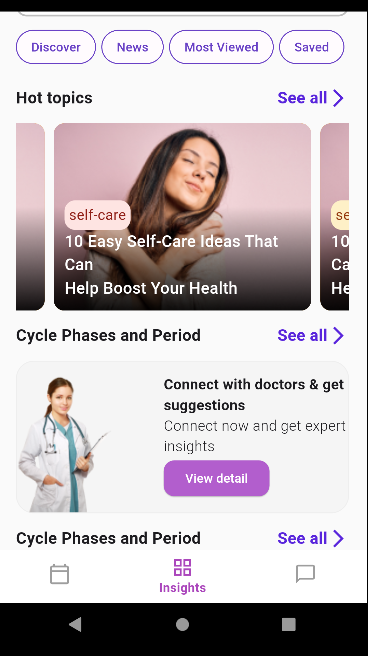 Discover
News
Most Viewed
Saved
Hot topics
See all
self-care
10 Easy Self-Care Ideas That
Can
Help Boost Your Health
se
10
Ca
He
Cycle Phases and Period
See all
Connect with doctors & get
suggestions
Connect now and get expert
insights
View detail
Cycle Phases and Period
See all
Insights